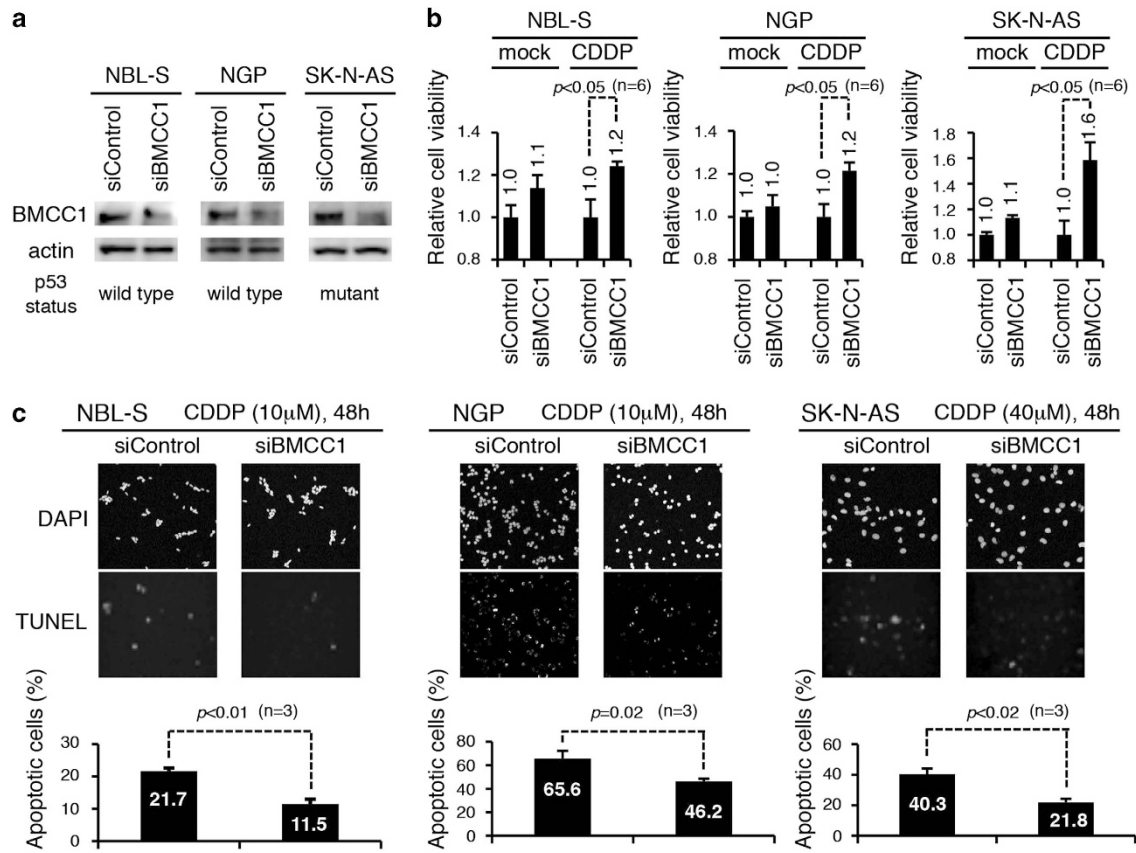 a
NBL-S NGP SK-N-AS
siControl siBMCC1 siControl siBMCC1 siControl siBMCC1
BMCC1
actin
p53 status wild type wild type mutant
b
NBL-S
mock CDDP
p<0.05 (n=6)
Relative cell viability
1.4
1.2
1.0
0.8
1.0 1.1 1.0 1.2
siControl siBMCC1 siControl siBMCC1
NGP
mock CDDP
p<0.05 (n=6)
Relative cell viability
1.4
1.2
1.0
0.8
1.0 1.0 1.0 1.2
siControl siBMCC1 siControl siBMCC1
SK-N-AS
mock CDDP
p<0.05 (n=6)
Relative cell viability
1.8
1.6
1.4
1.2
1.0
0.8
1.0 1.1 1.0 1.6
siControl siBMCC1 siControl siBMCC1
c
NBL-S CDDP (10μM), 48h
siControl siBMCC1
DAPI
TUNEL
Apoptotic cells (%)
p<0.01 (n=3)
30
20
10
0
21.7 11.5
NGP CDDP (10μM), 48h
siControl siBMCC1
Apoptotic cells (%)
p=0.02 (n=3)
80
60
40
20
0
65.6 46.2
SK-N-AS CDDP (40μM), 48h
siControl siBMCC1
Apoptotic cells (%)
p<0.02 (n=3)
60
40
20
0
40.3 21.8